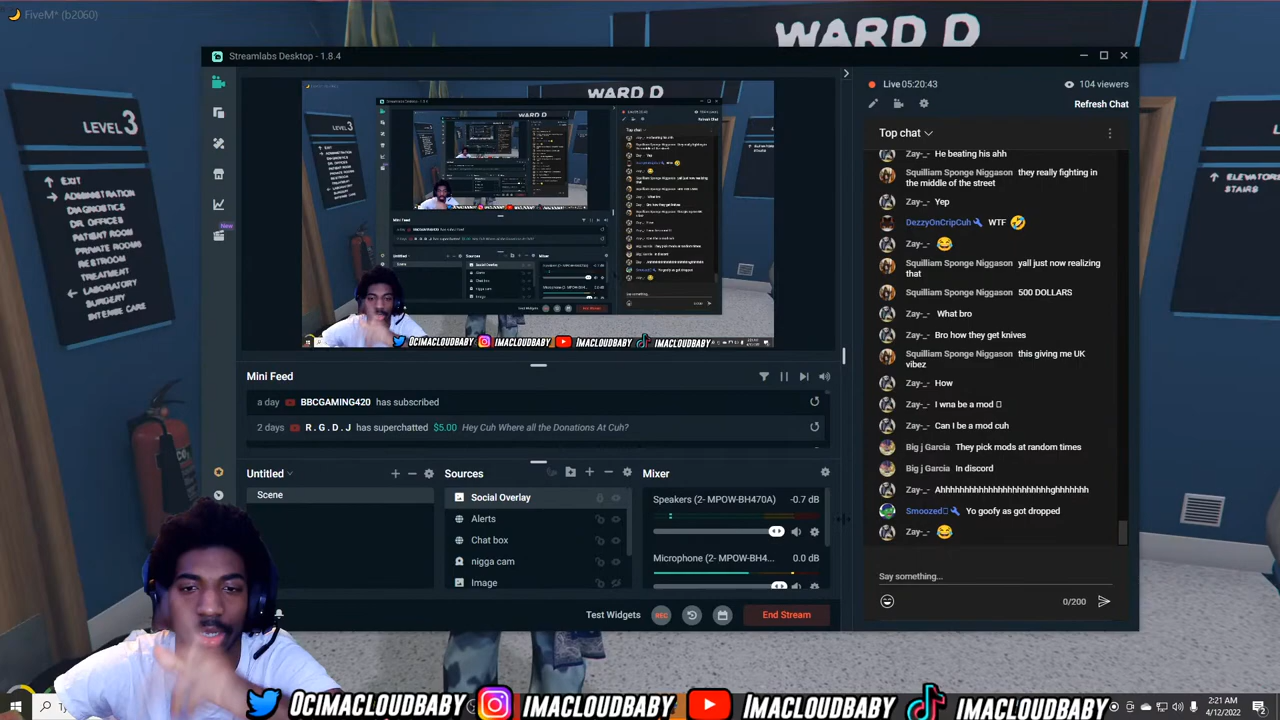 FiveM* (b2060)
WARD D
LEVEL 3
EXIT
ADMINISTRATION
DIAGNOSTICS
DR. OFFICES
PATIENT ROOM
PRIVATE ROOMS
RESTROOM
TREATMENT
LABORATORY
SURGERY
INTENSIVE CARE
STAIRS
Streamlabs Desktop - 1.8.4
New
Mini Feed
a day BBCGAMING420 has subscribed
2 days R . G . D . J has superchatted $5.00 Hey Cuh Where all the Donations At Cuh?
Untitled
Scene
Sources
Social Overlay
Alerts
Chat box
nigga cam
Image
Mixer
Speakers (2- MPOW-BH470A) -0.7 dB
Microphone (2- MPOW-BH4... 0.0 dB
Test Widgets REC End Stream
Live 05:20:43 104 viewers
Refresh Chat
Top chat
Zay-_- He beating his ahh
Squilliam Sponge Niggason they really fighting
in the middle of the street
Zay-_- Yep
DezzyOnCripCuh WTF 🤣
Zay-_- 😂
Squilliam Sponge Niggason yall just now realizing
that
Squilliam Sponge Niggason 500 DOLLARS
Zay-_- What bro
Zay-_- Bro how they get knives
Squilliam Sponge Niggason this giving me UK
vibez
Zay-_- How
Zay-_- I wna be a mod
Zay-_- Can I be a mod cuh
Big j Garcia They pick mods at random times
Big j Garcia In discord
Zay-_- Ahhhhhhhhhhhhhhhhhhhhhhghhhhhhh
Smoozed Yo goofy as got dropped
Zay-_- 😂
Say something...
0/200
OCIMACLOUDBABY IMACLOUDBABY IMACLOUDBABY IMACLOUDBABY
2:21 AM
4/12/2022